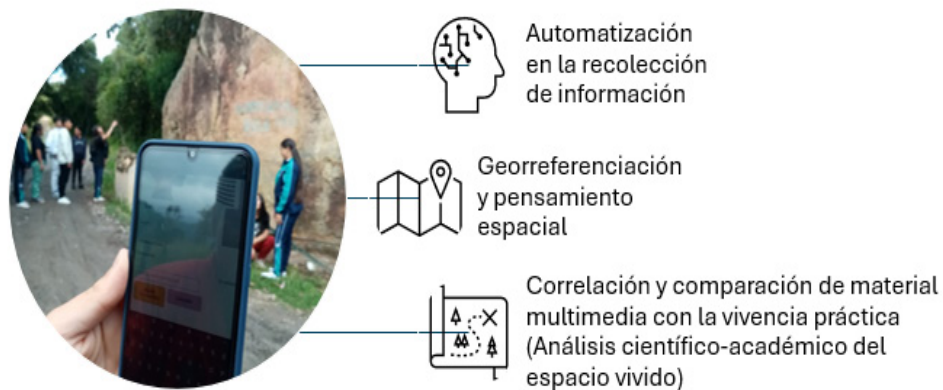 Automatización
en la recolección
de información
Georreferenciación
y pensamiento
espacial
Correlación y comparación de material
multimedia con la vivencia práctica
(Análisis científico-académico del
espacio vivido)